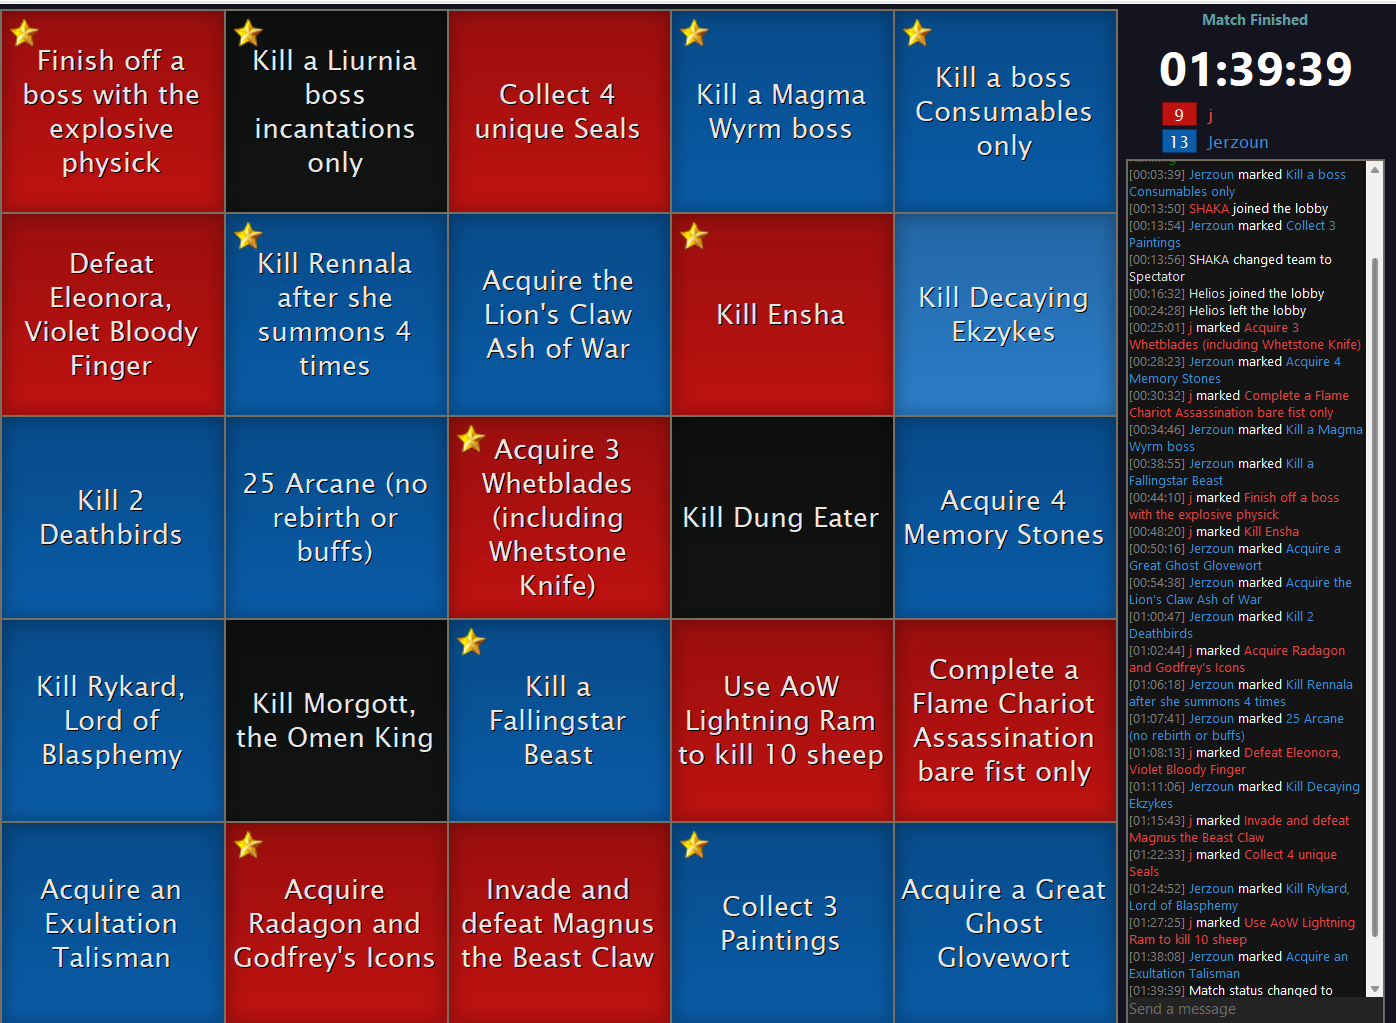 Finish off a
boss with the
explosive
physick
Kill a Liurnia
boss
incantations
only
Collect 4
unique Seals
Kill a Magma
Wyrm boss
Kill a boss
Consumables
only
Defeat
Eleonora,
Violet Bloody
Finger
Kill Rennala
after she
summons 4
times
Acquire the
Lion's Claw
Ash of War
Kill Ensha
Kill Decaying
Ekzykes
Kill 2
Deathbirds
25 Arcane (no
rebirth or
buffs)
Acquire 3
Whetblades
(including
Whetstone
Knife)
Kill Dung Eater
Acquire 4
Memory Stones
Kill Rykard,
Lord of
Blasphemy
Kill Morgott,
the Omen King
Kill a
Fallingstar
Beast
Use AoW
Lightning Ram
to kill 10 sheep
Complete a
Flame Chariot
Assassination
bare fist only
Acquire an
Exultation
Talisman
Acquire
Radagon and
Godfrey's Icons
Invade and
defeat Magnus
the Beast Claw
Collect 3
Paintings
Acquire a Great
Ghost
Glovewort
Match Finished
01:39:39
9 j
13 Jerzoun
[00:03:39] Jerzoun marked Kill a boss
Consumables only
[00:13:50] SHAKA joined the lobby
[00:13:54] Jerzoun marked Collect 3
Paintings
[00:13:56] SHAKA changed team to
Spectator
[00:16:32] Helios joined the lobby
[00:24:28] Helios left the lobby
[00:25:01] j marked Acquire 3
Whetblades (including Whetstone Knife)
[00:28:23] Jerzoun marked Acquire 4
Memory Stones
[00:30:32] j marked Complete a Flame
Chariot Assassination bare fist only
[00:34:46] Jerzoun marked Kill a Magma
Wyrm boss
[00:38:55] Jerzoun marked Kill a
Fallingstar Beast
[00:44:10] j marked Finish off a boss
with the explosive physick
[00:48:20] j marked Kill Ensha
[00:50:16] Jerzoun marked Acquire a
Great Ghost Glovewort
[00:54:38] Jerzoun marked Acquire the
Lion's Claw Ash of War
[01:00:47] Jerzoun marked Kill 2
Deathbirds
[01:02:44] j marked Acquire Radagon
and Godfrey's Icons
[01:06:18] Jerzoun marked Kill Rennala
after she summons 4 times
[01:07:41] Jerzoun marked 25 Arcane
(no rebirth or buffs)
[01:08:13] j marked Defeat Eleonora,
Violet Bloody Finger
[01:11:06] Jerzoun marked Kill Decaying
Ekzykes
[01:15:43] j marked Invade and defeat
Magnus the Beast Claw
[01:22:33] j marked Collect 4 unique
Seals
[01:24:52] Jerzoun marked Kill Rykard,
Lord of Blasphemy
[01:27:25] j marked Use AoW Lightning
Ram to kill 10 sheep
[01:38:08] Jerzoun marked Acquire an
Exultation Talisman
[01:39:39] Match status changed to
Send a message